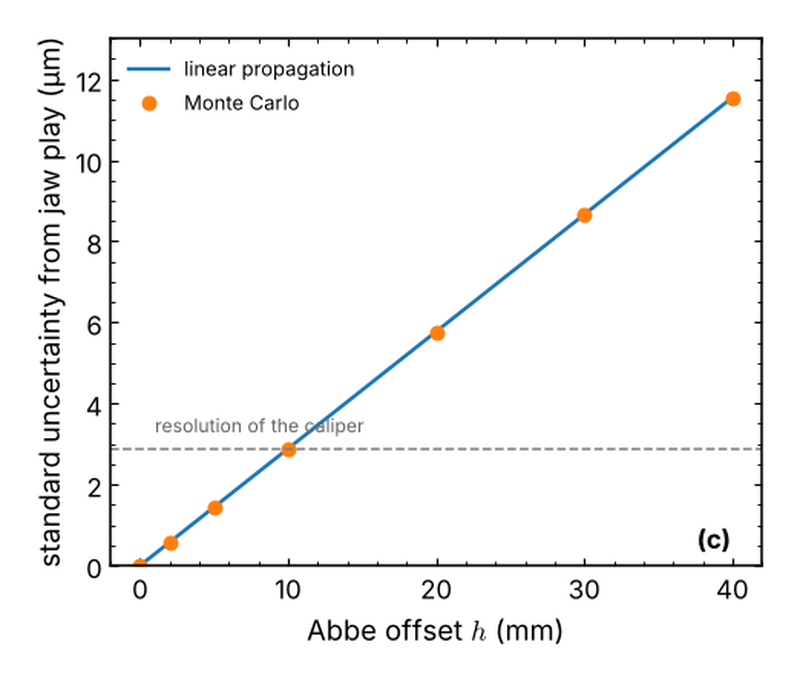 linear propagation
Monte Carlo
standard uncertainty from jaw play (μm)
12
10
8
6
4
2
0
resolution of the caliper
(c)
0 10 20 30 40
Abbe offset h (mm)